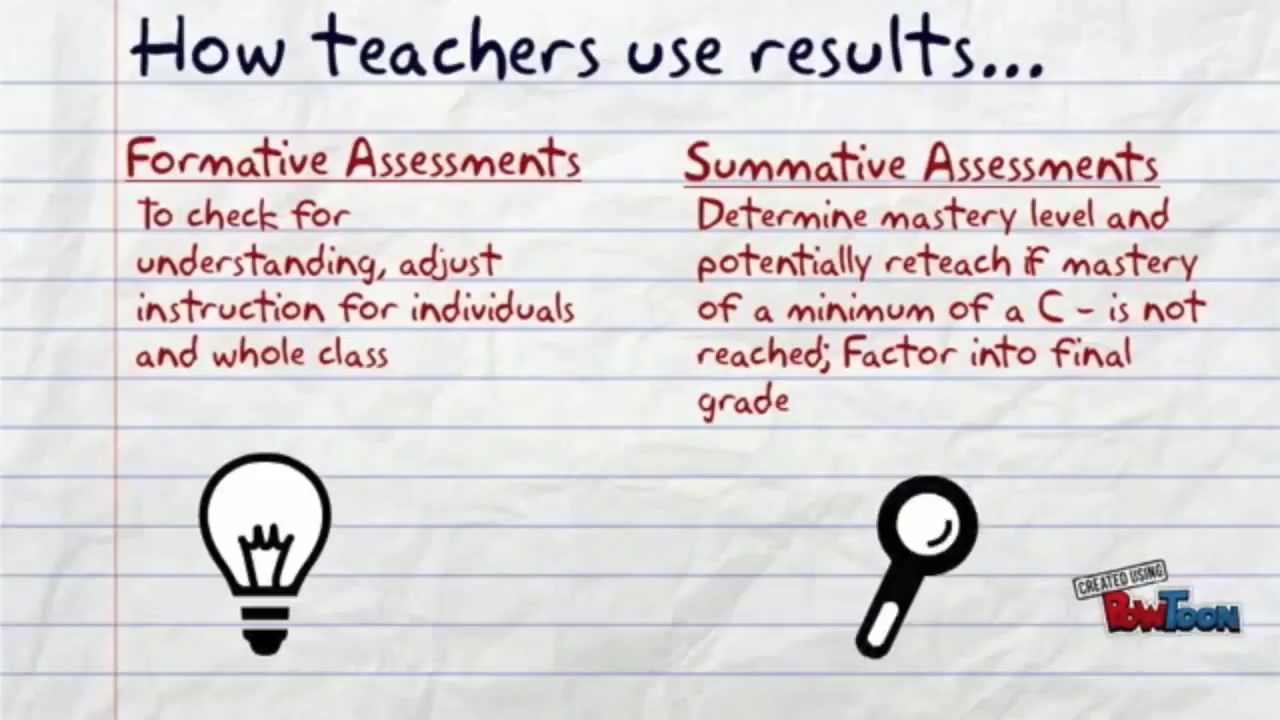 How teachers use results...
Formative Assessments
To check for
understanding, adjust
instruction for individuals
and whole class
Summative Assessments
Determine mastery level and
potentially reteach if mastery
of a minimum of a C - is not
reached; Factor into final
grade
CREATED USING
POWTOON